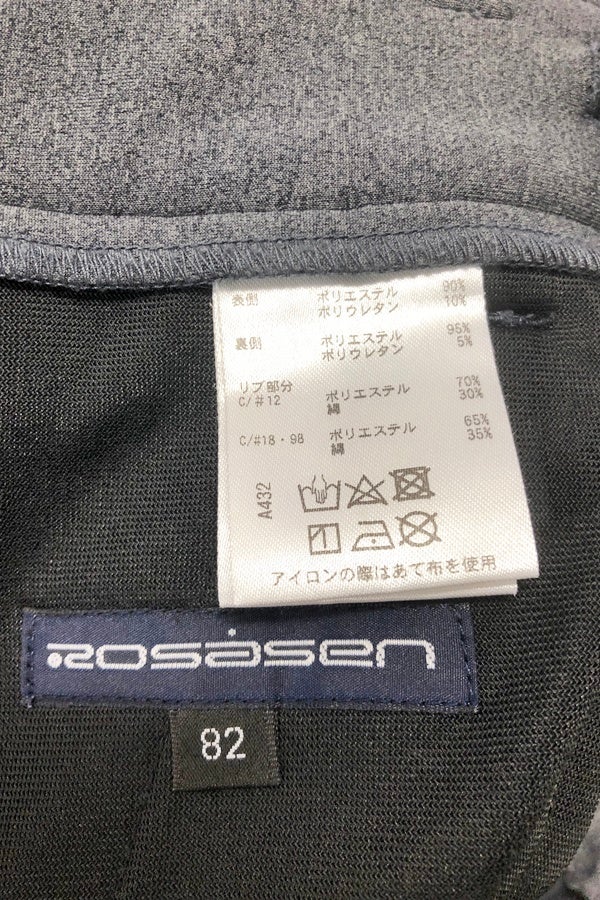 表側 ポリエステル 90%
ポリウレタン 10%
裏側 ポリエステル 95%
ポリウレタン 5%
リブ部分
C/#12 ポリエステル 70%
綿 30%
C/#18・98 ポリエステル 65%
綿 35%
A432
アイロンの際はあて布を使用
rosásen
82